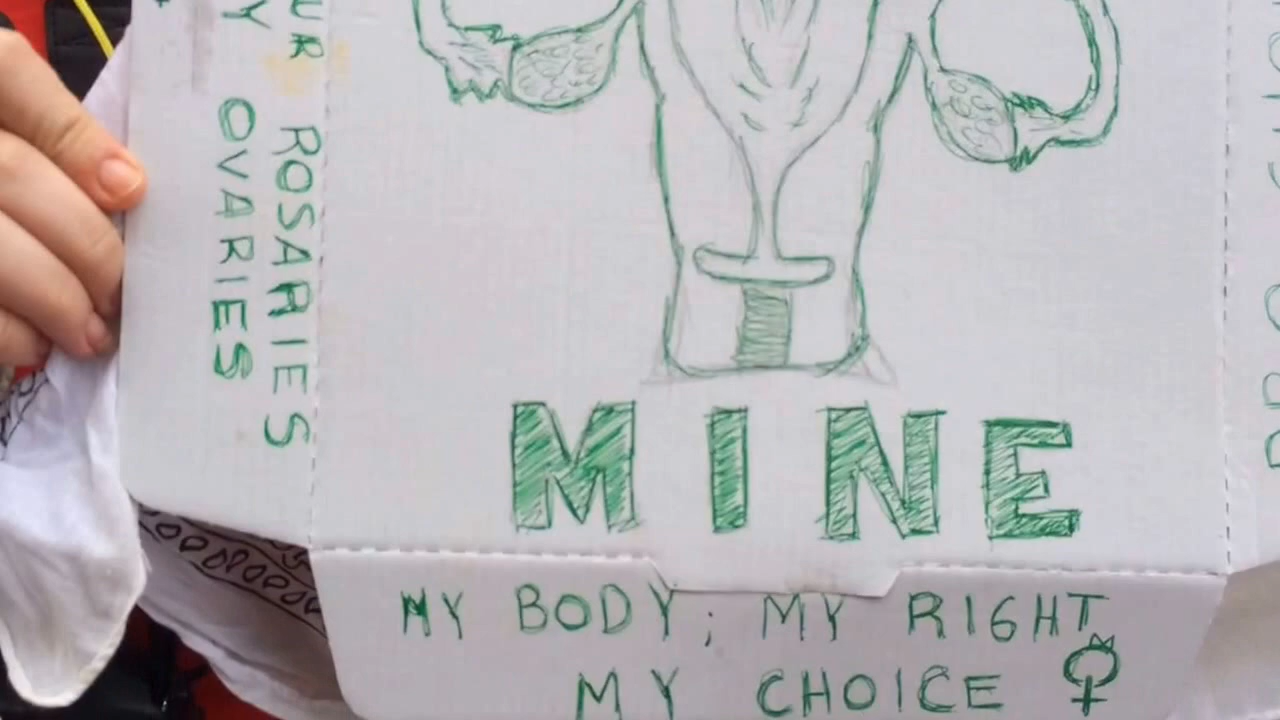 UR ROSARIES
Y OVARIES
MINE
MY BODY; MY RIGHT
MY CHOICE